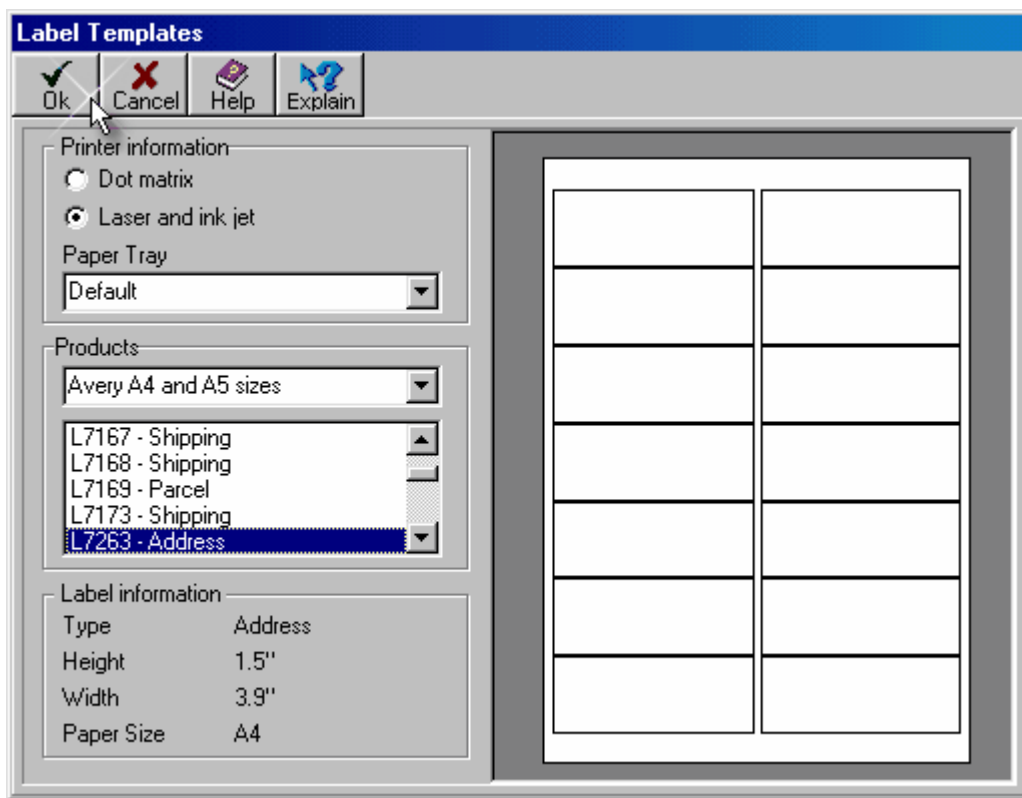 Label Templates
Ok Cancel Help Explain
Printer information
Dot matrix
Laser and ink jet
Paper Tray
Default
Products
Avery A4 and A5 sizes
L7167 - Shipping
L7168 - Shipping
L7169 - Parcel
L7173 - Shipping
L7263 - Address
Label information
Type Address
Height 1.5"
Width 3.9"
Paper Size A4